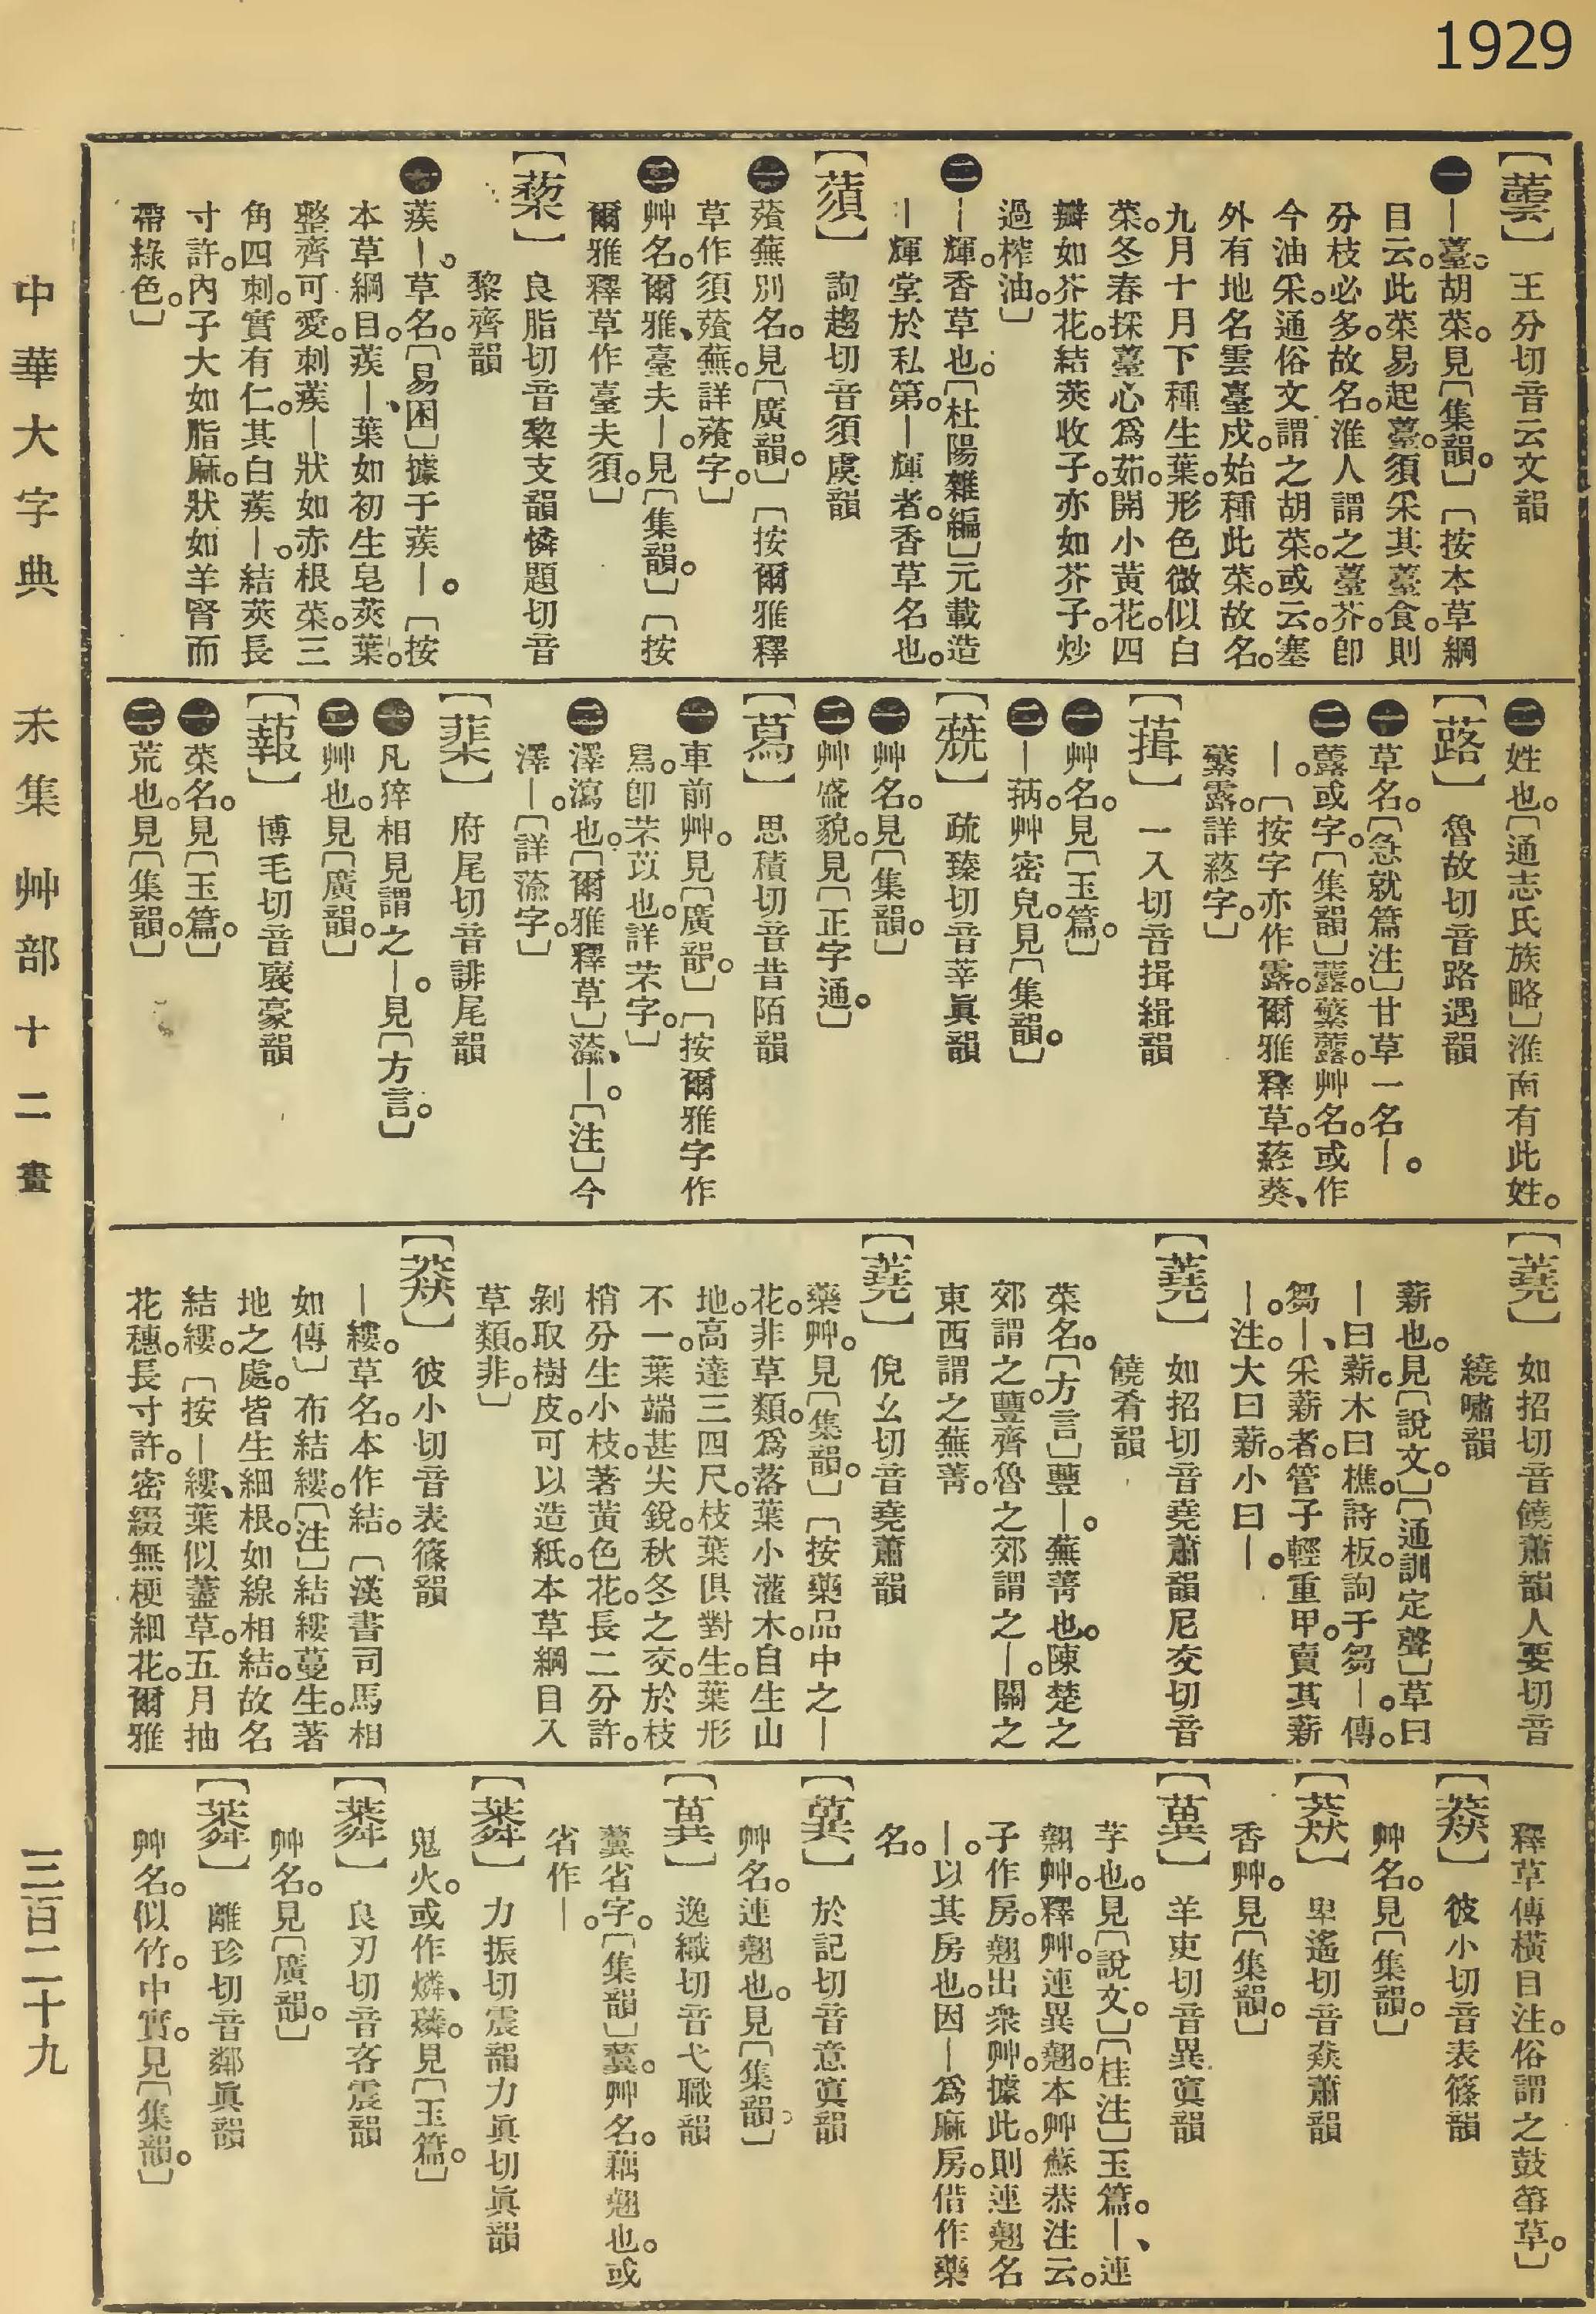 1929
【蕓】王分切音云文韻
㊀―薹。胡菜。見〔集韻。〕〔按本草綱
目云。此菜易起薹。須采其薹食。則
分枝必多。故名。淮人謂之薹芥。即
今油菜。通俗文謂之胡菜。或云。塞
外有地名雲臺戍。始種此菜。故名。
九月十月下種。生葉。形色微似白
菜。冬春採薹心爲茹。開小黃花。四
瓣如芥花。結莢收子。亦如芥子。炒
過榨油。〕
㊁―輝。香草也。〔杜陽雜編〕元載造
―輝堂於私第。―輝者。香草名也。
【蕦】詢趨切音須虞韻
㊀蕵蕪別名。見〔廣韻。〕〔按爾雅釋
草作須蕵蕪。詳蕵字。〕
㊁艸名。爾雅、臺夫―。見〔集韻。〕〔按
爾雅釋草作臺夫須。〕
【蔾】良脂切音黎支韻憐題切音
黎齊韻
㊀蒺―。草名。〔易困〕據于蒺―。〔按
本草綱目。蒺―、葉如初生皂莢葉。
整齊可愛。刺蒺―狀如赤根菜。三
角四刺。實有仁。其白蒺―。結莢長
寸許。內子大如脂麻。狀如羊腎而
帶綠色。〕
㊁姓也。〔通志氏族略〕淮南有此姓。
【蕗】魯故切音路遇韻
㊀草名。〔急就篇注〕甘草一名―。
㊁蘦或字。〔集韻〕蘦。蘩蘦。艸名。或作
―。〔按字亦作露。爾雅釋草。蔠葵、
蘩露。詳蔠字。〕
【葺】一入切音揖緝韻
㊀艸名。見〔玉篇。〕
㊁―蒳。艸密皃。見〔集韻。〕
【兟】疏臻切音莘眞韻
㊀艸名。見〔集韻。〕
㊁艸盛貌。見〔正字通。〕
【蕮】思積切音昔陌韻
㊀車前艸。見〔廣韻。〕〔按爾雅字作
舄。即芣苢也。詳芣字。〕
㊁澤瀉也。〔爾雅釋草〕蕍、―。〔注〕今
澤―。〔詳蕍字。〕
【蕜】府尾切音誹尾韻
㊀凡猝相見謂之―。見〔方言。〕
㊁艸也。見〔廣韻。〕
【蕔】博毛切音襃豪韻
㊀菜名。見〔玉篇。〕
㊁荒也。見〔集韻。〕
【蕘】如招切音饒蕭韻人要切音
繞嘯韻
薪也。見〔說文。〕〔通訓定聲〕草曰
―。曰薪。木曰樵。詩板。詢于芻―。傳。
芻―、采薪者。管子輕重甲。賣其薪
―。注。大曰薪。小曰―。
【蕘】如招切音蕘蕭韻尼交切音
饒肴韻
菜名。〔方言〕蘴―。蕪菁也。陳楚之
郊謂之蘴。齊魯之郊謂之―。關之
東西謂之蕪菁。
【蕘】倪幺切音堯蕭韻
藥艸。見〔集韻。〕〔按藥品中之―
花。非草類。爲落葉小灌木。自生山
地。高達三四尺。枝葉俱對生。葉形
不一。葉端甚尖銳。秋冬之交。於枝
梢分生小枝。著黃色花。長二分許。
剝取樹皮。可以造紙。本草綱目入
草類。非。〕
【䔸】彼小切音表篠韻
―縷。草名。本作結。〔漢書司馬相
如傳〕布結縷。〔注〕結縷蔓生。著
地之處。皆生細根。如線相結。故名
結縷。〔按―縷、葉似藎草。五月抽
花穗。長寸許。密綴無梗細花。爾雅
釋草傳橫目注。俗謂之鼓箏草。〕
【䔸】彼小切音表篠韻
艸名。見〔集韻。〕
【䔸】卑遙切音猋蕭韻
香艸。見〔集韻。〕
【䔬】羊吏切音異寘韻
芋也。見〔說文。〕〔桂注〕玉篇。―、連
翹艸。釋艸。連異翹。本艸蘇恭注云。
子作房。翹出衆艸。據此。則連翹名
―。以其房也。因―爲麻房。借作藥
名。
【䔬】於記切音意寘韻
艸名。連翹也。見〔集韻。〕
【䔬】逸織切音弋職韻
蘱省字。〔集韻〕蘱。艸名。藕翹也。或
省作―。
【蕣】力振切震韻力眞切眞韻
鬼火。或作燐、粦。見〔玉篇。〕
【蕣】良刃切音吝震韻
艸名。見〔廣韻。〕
【蕣】離珍切音鄰眞韻
艸名。似竹。中實。見〔集韻。〕
中華大字典 未集 艸部 十二畫 三百二十九